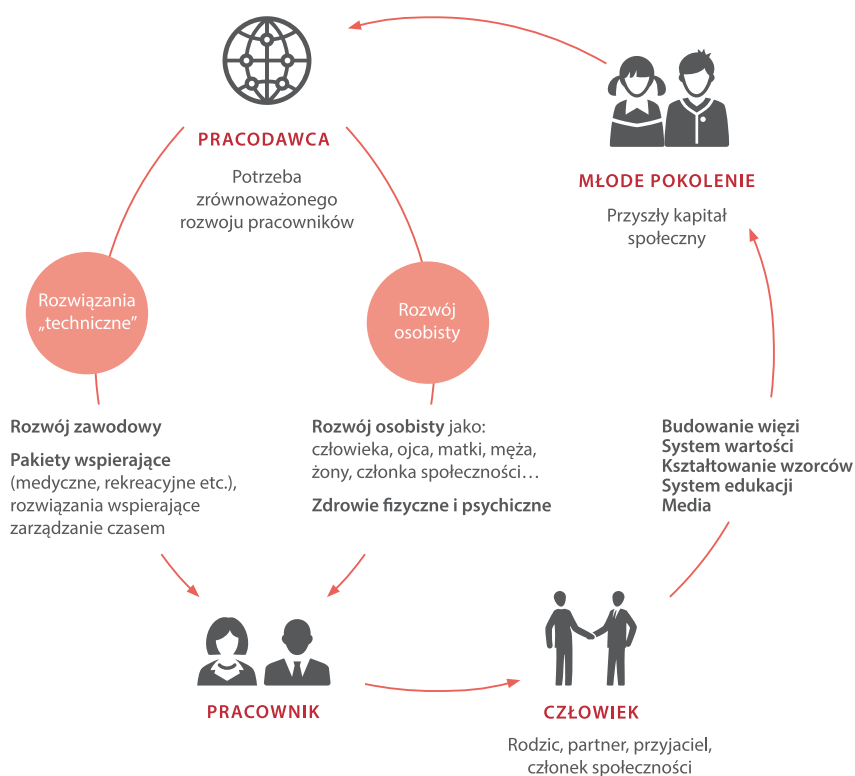 PRACODAWCA
Potrzeba
zrównoważonego
rozwoju pracowników
MŁODE POKOLENIE
Przyszły kapitał
społeczny
Rozwiązania
„techniczne”
Rozwój
osobisty
Rozwój zawodowy
Pakiety wspierające
(medyczne, rekreacyjne etc.),
rozwiązania wspierające
zarządzanie czasem
Rozwój osobisty jako:
człowieka, ojca, matki, męża,
żony, członka społeczności…
Zdrowie fizyczne i psychiczne
Budowanie więzi
System wartości
Kształtowanie wzorców
System edukacji
Media
PRACOWNIK
CZŁOWIEK
Rodzic, partner, przyjaciel,
członek społeczności